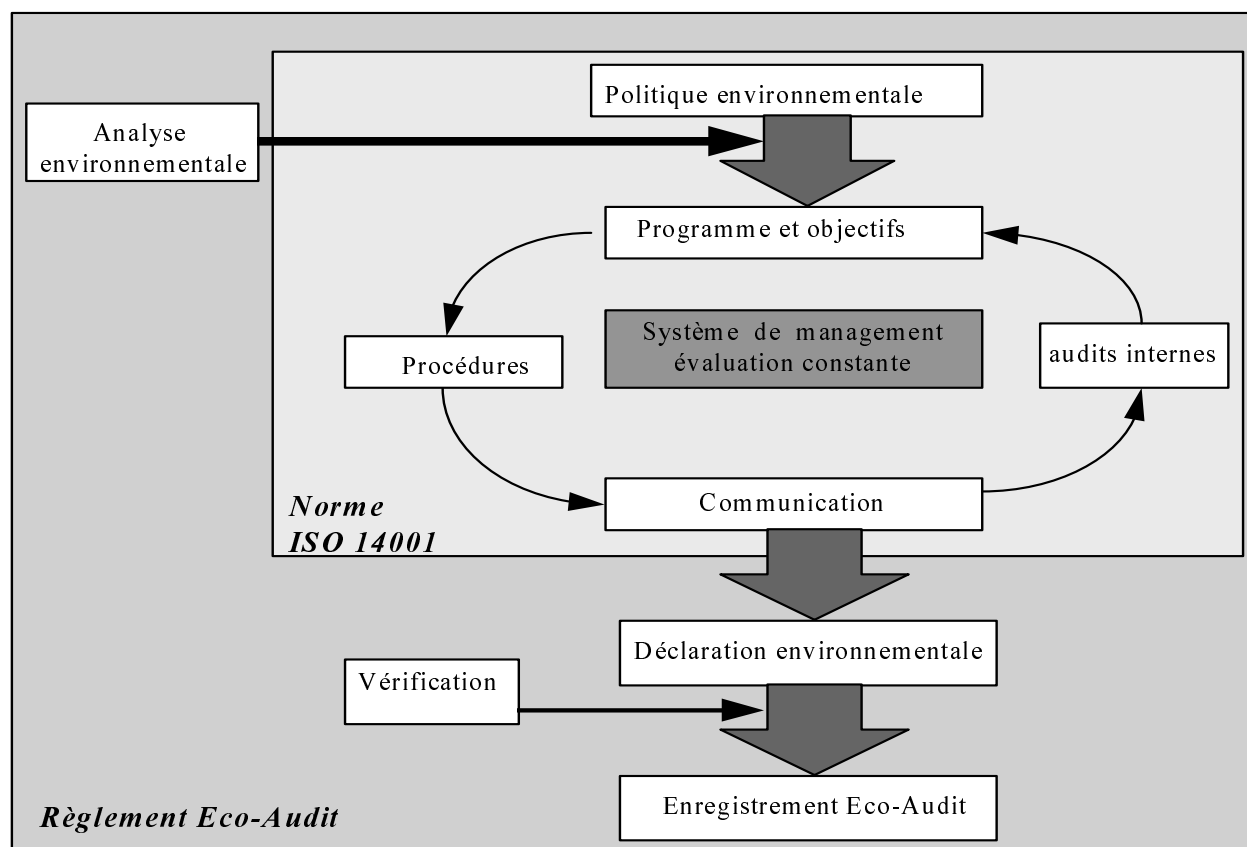 Politique environnementale
Analyse
environnementale
Programme et objectifs
Système de management
évaluation constante
Procédures
audits internes
Communication
Norme
ISO 14001
Déclaration environnementale
Vérification
Enregistrement Eco-Audit
Règlement Eco-Audit